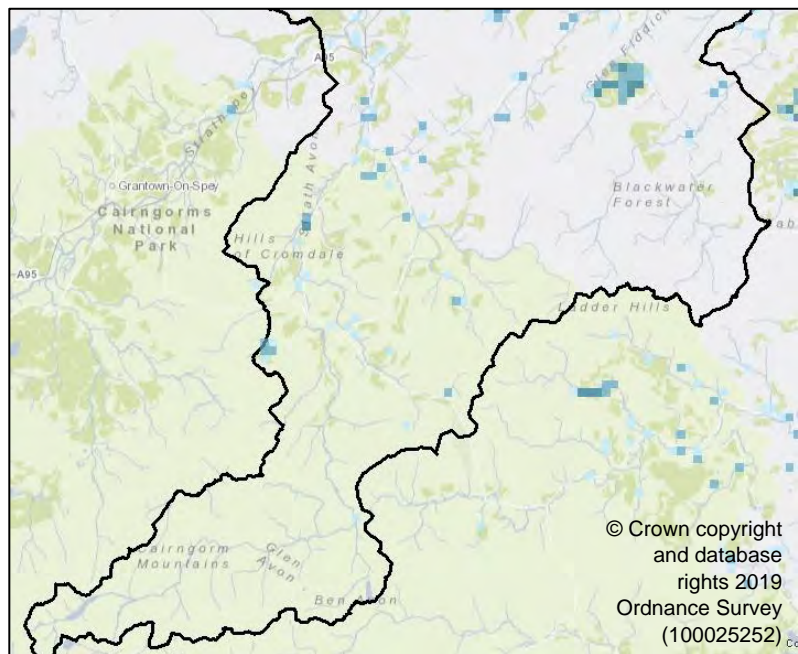 A95
Glen Fiddich
Strathspey
Strath Avon
Grantown-On-Spey
Blackwater
Forest
Cairngorms
National
Park
Hills
of Cromdale
A95
Ladder Hills
© Crown copyright
and database
rights 2019
Ordnance Survey
(100025252)
Cairngorm
Mountains
Glen
Avon
Ben Avon